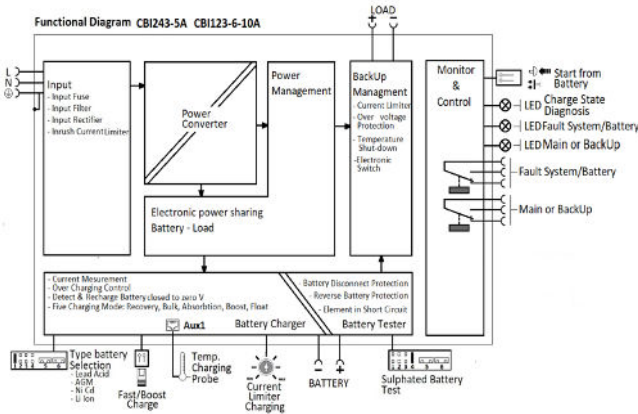 Functional Diagram CBI243-5A CBI123-6-10A
LOAD
+ -
L
N
Input
- Input Fuse
- Input Filter
- Input Rectifier
- Inrush CurrentLimiter
Power
Converter
Power
Management
BackUp
Managment
- Current Limiter
- Over voltage
Protection
- Temperature
Shut-down
-Electronic
Switch
Monitor
&
Control
Start from
Battery
LED Charge State
Diagnosis
LED Fault System/Battery
LED Main or BackUp
Fault System/Battery
Main or BackUp
Electronic power sharing
Battery - Load
- Current Mesurement
- Over Charging Control
- Detect & Recharge Battery closed to zero V
- Five Charging Mode: Recovery, Bulk, Absorbtion, Boost, Float
Aux1
Battery Charger
- Battery Disconnect Protection
- Reverse Battery Protection
- Element in Short Circuit
Battery Tester
Type battery
Selection
- Lead Acid
- AGM
- Ni Cd
- Li Ion
Fast/Boost
Charge
Temp.
Charging
Probe
Current
Limiter
Charging
- +
BATTERY
Sulphated Battery
Test